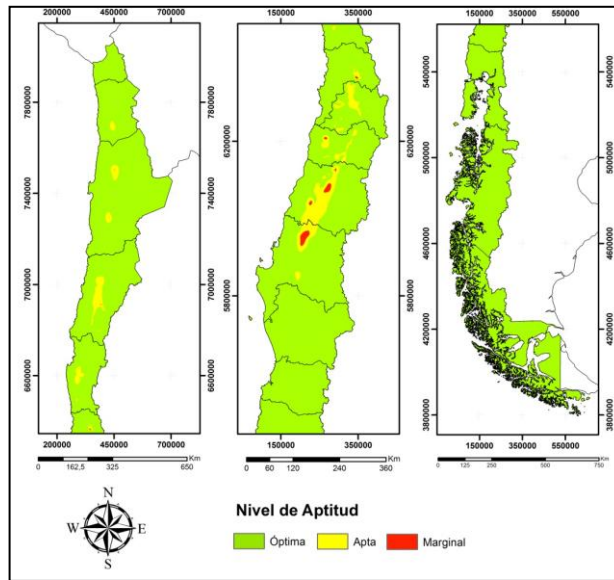 200000 400000 700000
150000 350000
150000 350000 550000
7800000 7800000
7400000 7400000
7000000 7000000
6600000 6600000
6200000 6200000
5800000 5800000
5400000 5400000
5000000 5000000
4600000 4600000
4200000 4200000
3800000 3800000
200000 400000 700000
150000 350000
150000 350000 550000
Km
0 162,5 325 650
Km
0 60 120 240 360
Km
0 125 250 500 750
N
W E
S
Nivel de Aptitud
Óptima Apta Marginal